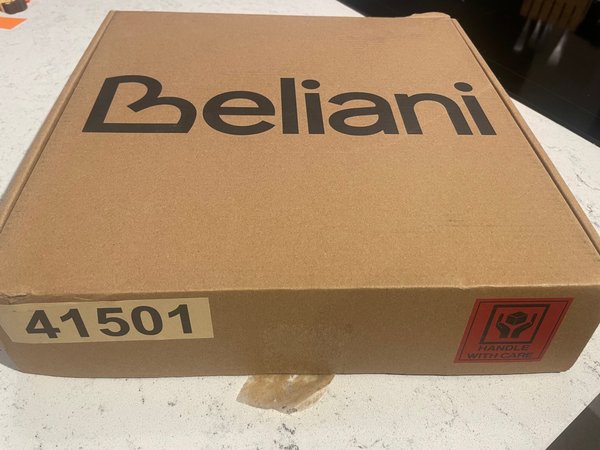 Beliani
41501
HANDLE
WITH CARE